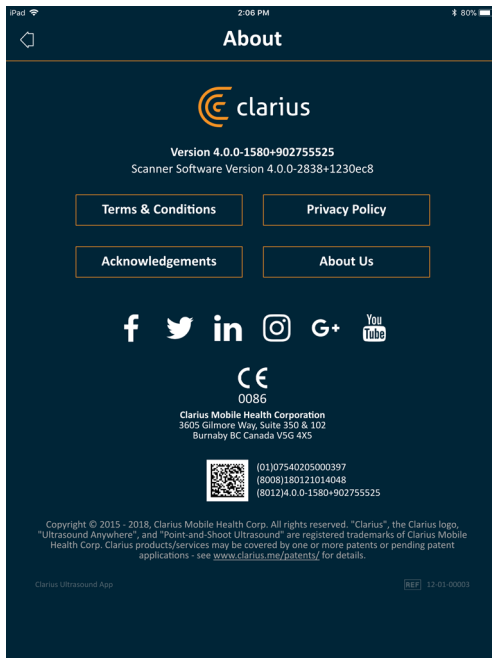 iPad 2:06 PM 80%
About
clarius
Version 4.0.0-1580+902755525
Scanner Software Version 4.0.0-2838+1230ec8
Terms & Conditions Privacy Policy
Acknowledgements About Us
f in G+ You Tube
CE
0086
Clarius Mobile Health Corporation
3605 Gilmore Way, Suite 350 & 102
Burnaby BC Canada V5G 4X5
(01)07540205000397
(8008)180121014048
(8012)4.0.0-1580+902755525
Copyright © 2015 - 2018, Clarius Mobile Health Corp. All rights reserved. "Clarius", the Clarius logo,
"Ultrasound Anywhere", and "Point-and-Shoot Ultrasound" are registered trademarks of Clarius Mobile
Health Corp. Clarius products/services may be covered by one or more patents or pending patent
applications - see www.clarius.me/patents/ for details.
Clarius Ultrasound App REF 12-01-00003